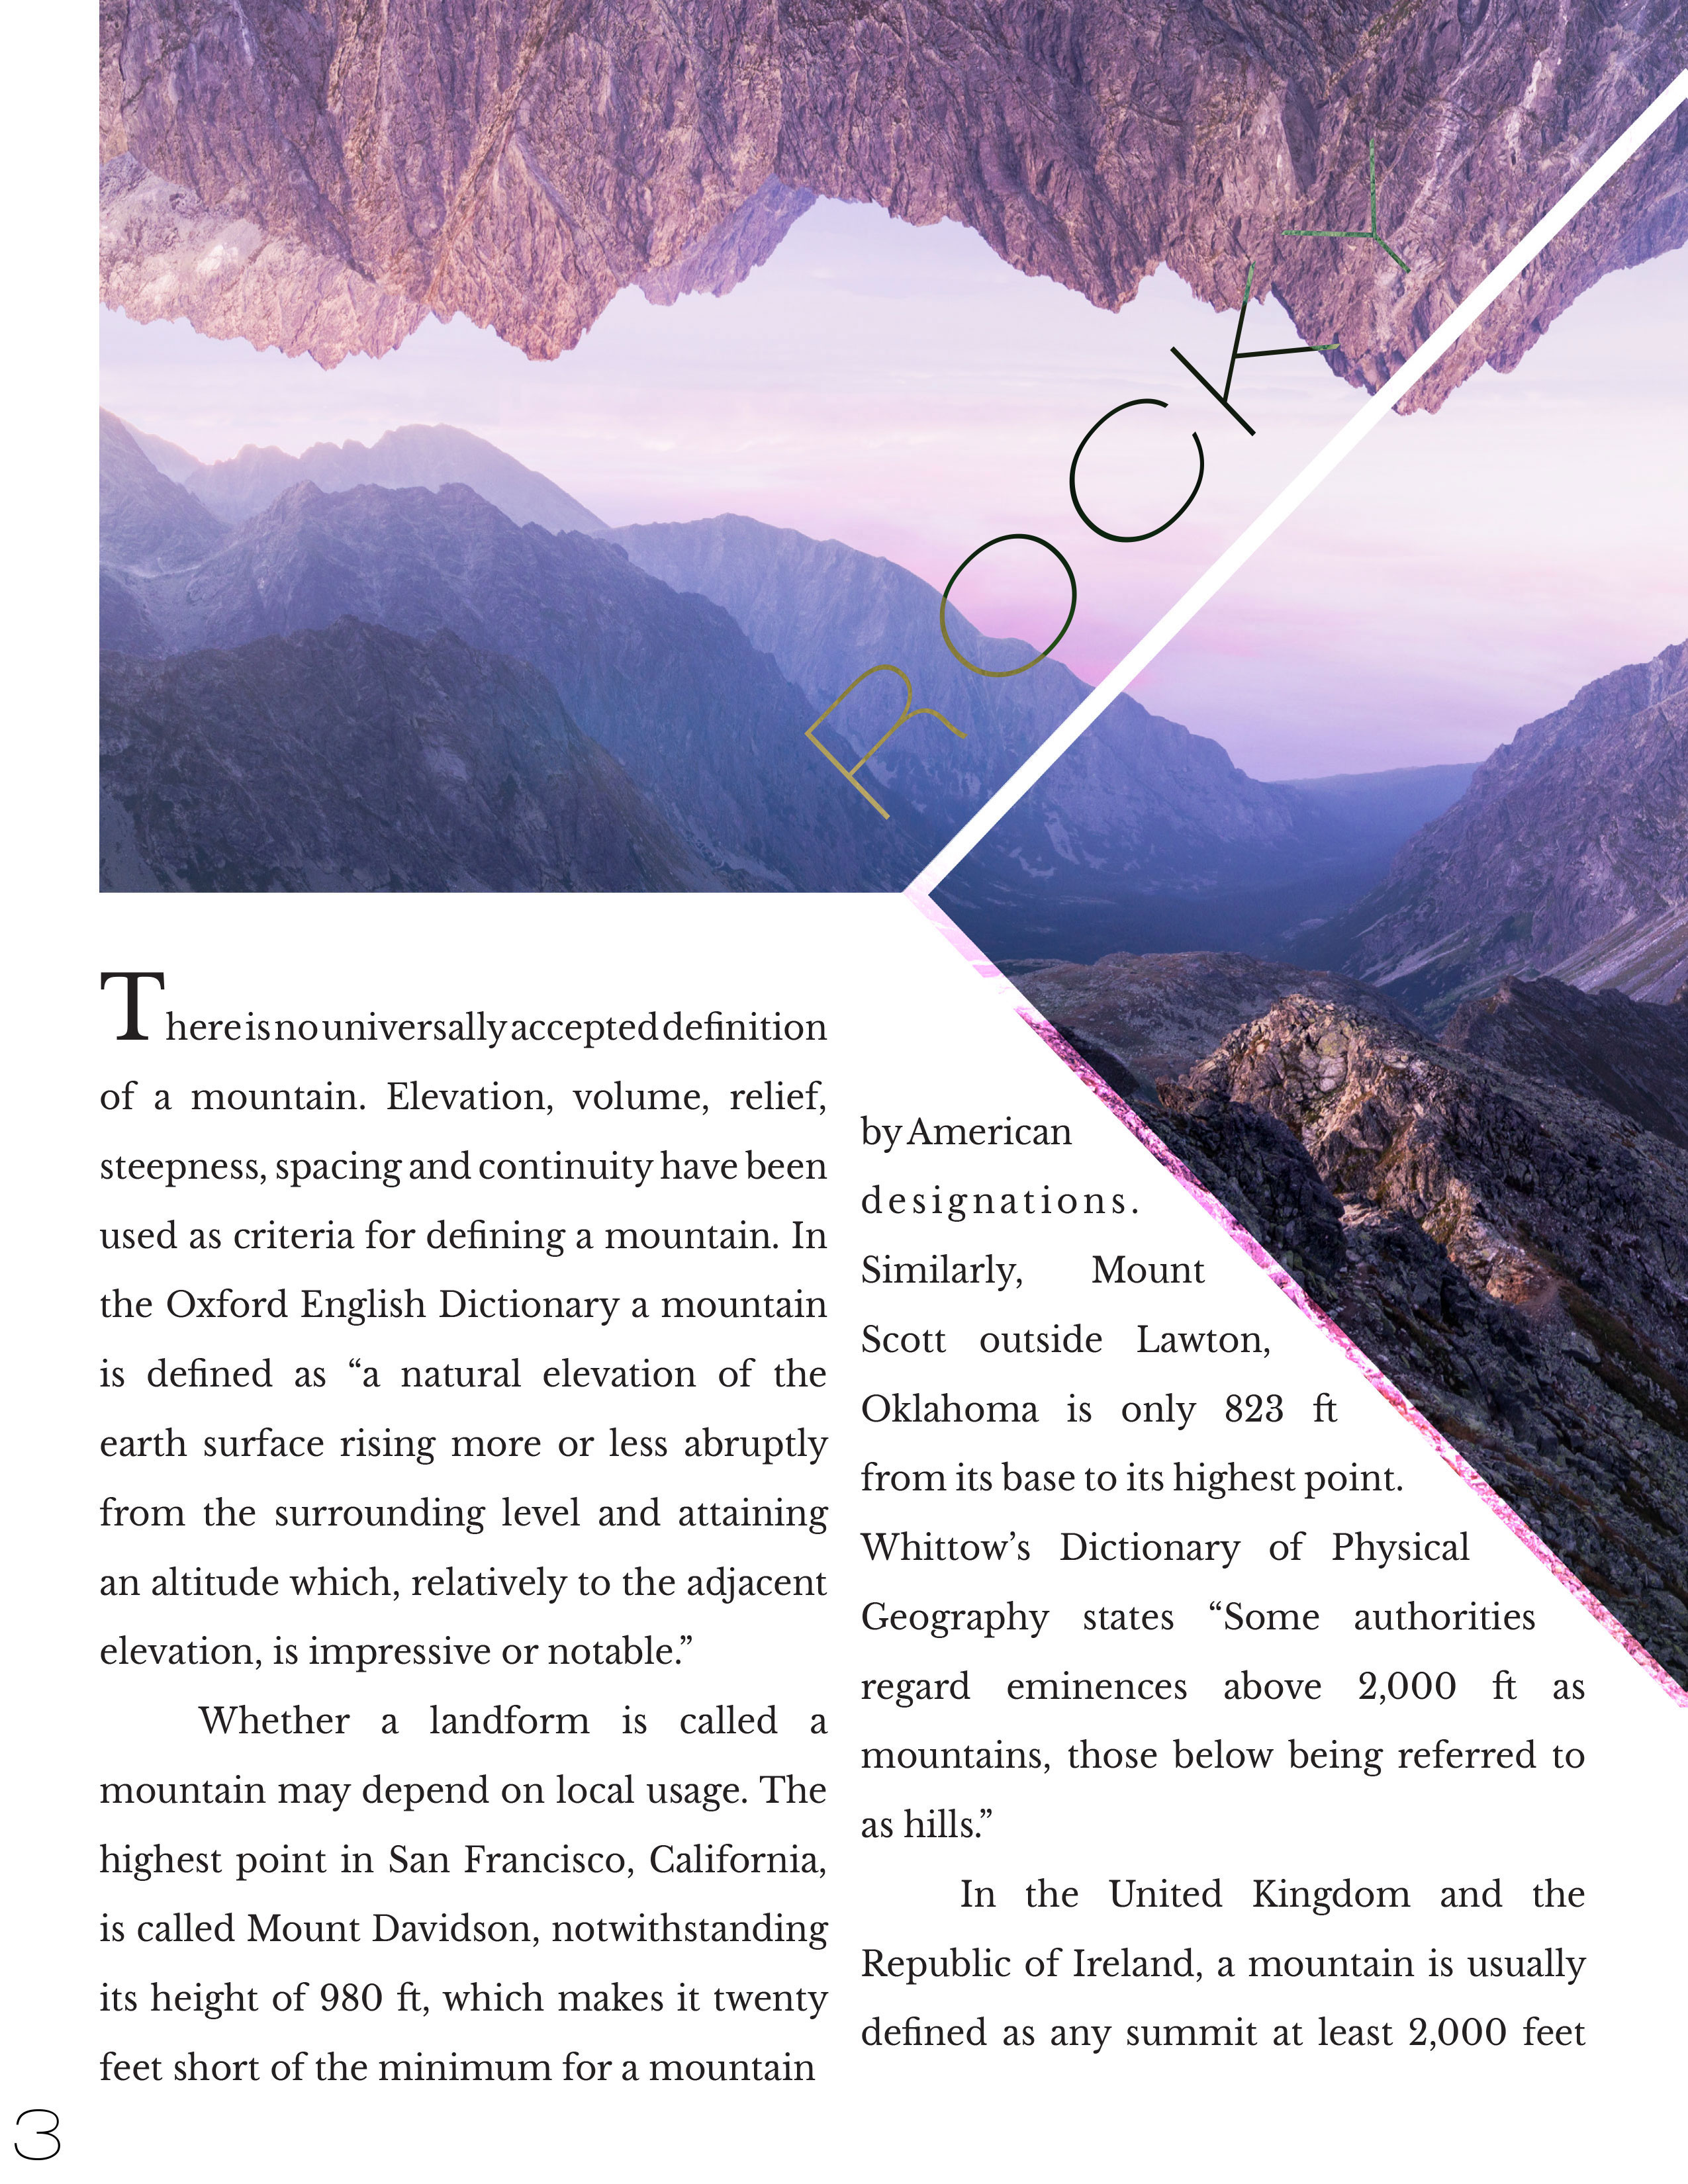 ROCKY
There is no universally accepted definition
of a mountain. Elevation, volume, relief,
steepness, spacing and continuity have been
used as criteria for defining a mountain. In
the Oxford English Dictionary a mountain
is defined as “a natural elevation of the
earth surface rising more or less abruptly
from the surrounding level and attaining
an altitude which, relatively to the adjacent
elevation, is impressive or notable.”
Whether a landform is called a
mountain may depend on local usage. The
highest point in San Francisco, California,
is called Mount Davidson, notwithstanding
its height of 980 ft, which makes it twenty
feet short of the minimum for a mountain
by American
designations.
Similarly, Mount
Scott outside Lawton,
Oklahoma is only 823 ft
from its base to its highest point.
Whittow’s Dictionary of Physical
Geography states “Some authorities
regard eminences above 2,000 ft as
mountains, those below being referred to
as hills.”
In the United Kingdom and the
Republic of Ireland, a mountain is usually
defined as any summit at least 2,000 feet
3